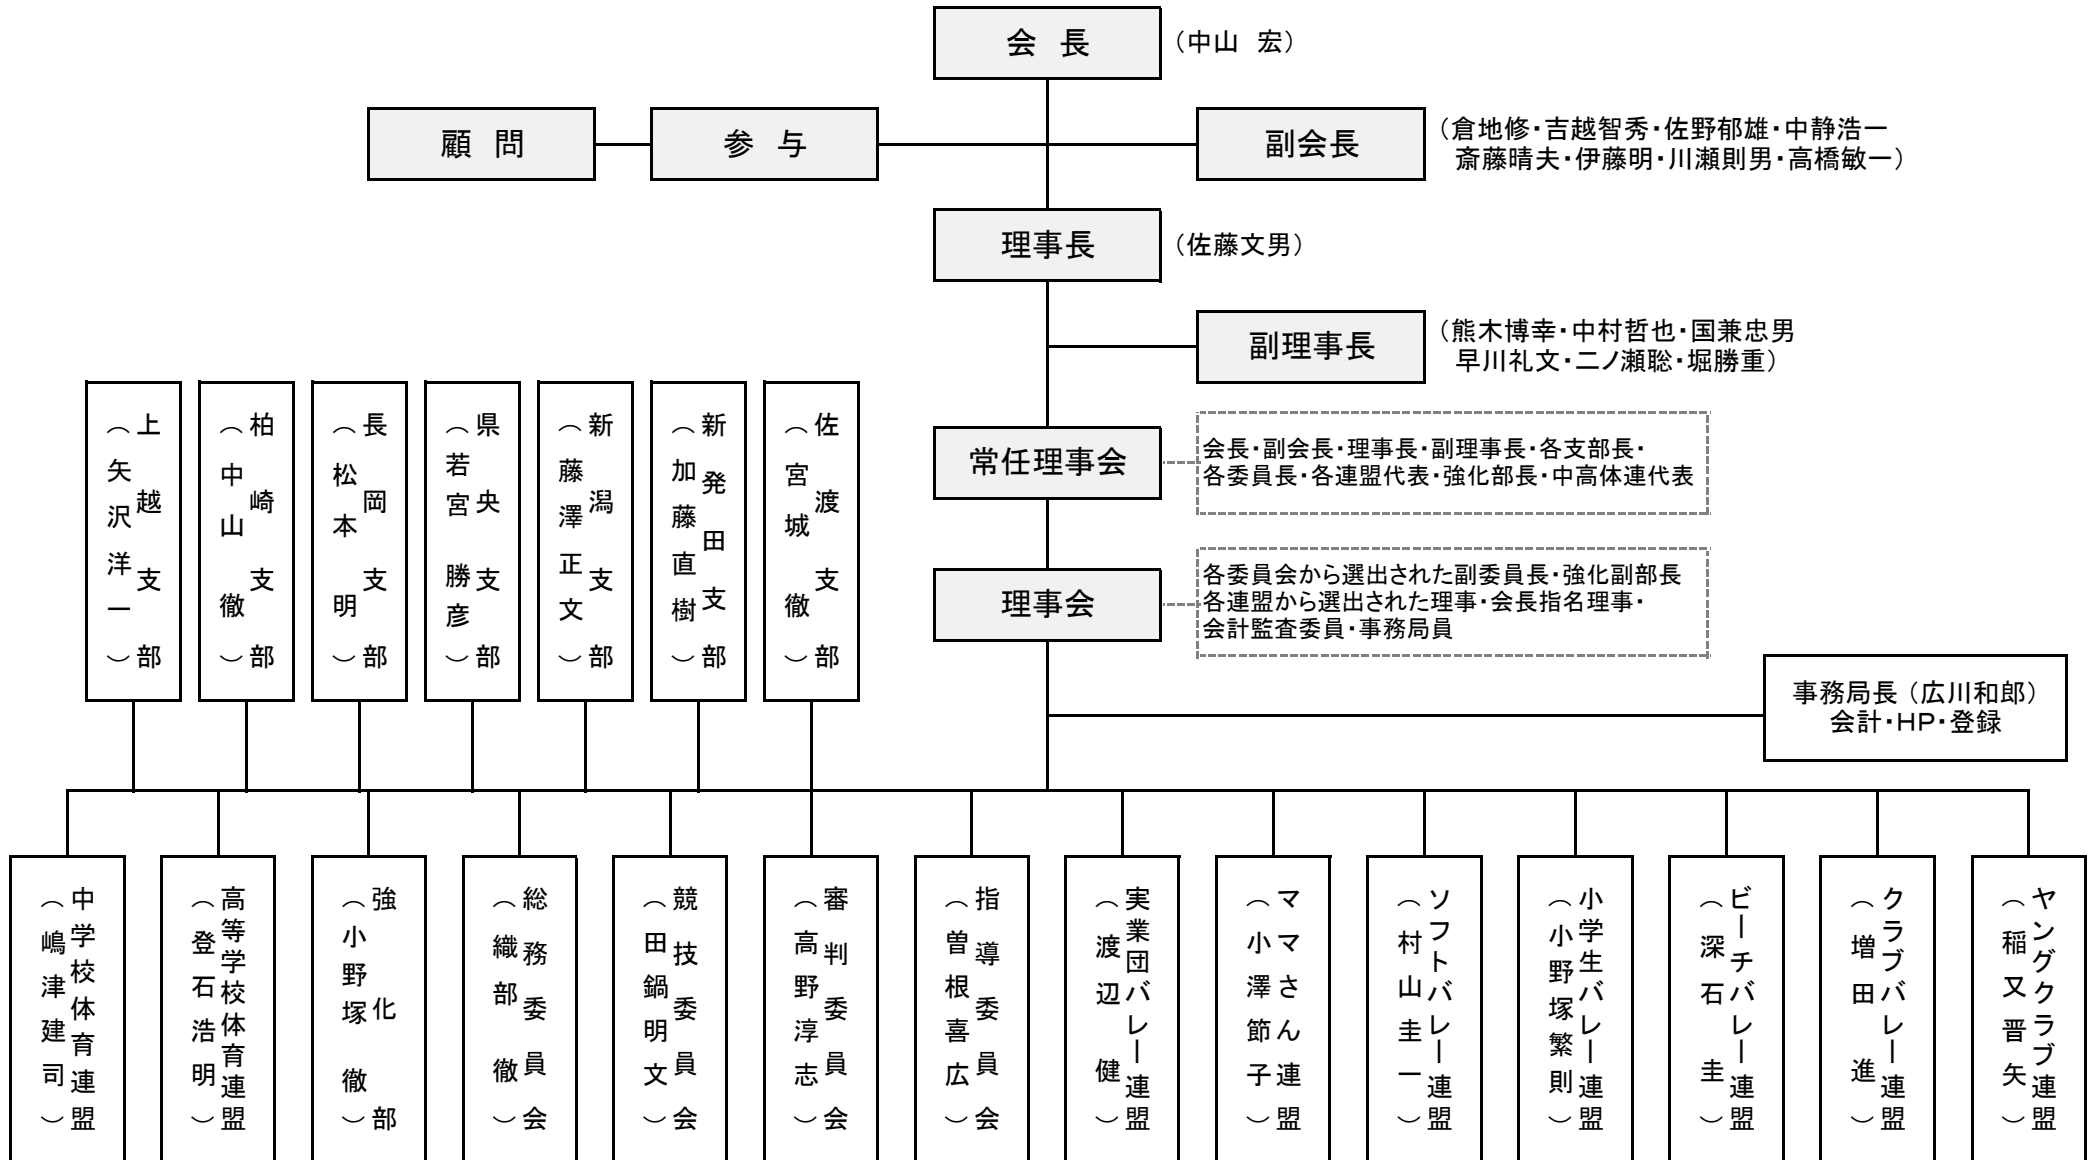 会　長
（中山　宏）
顧　問
参　与
副会長
（倉地修・吉越智秀・佐野郁雄・中静浩一
斎藤晴夫・伊藤明・川瀬則男・高橋敏一）
理事長
（佐藤文男）
副理事長
（熊木博幸・中村哲也・国兼忠男
早川礼文・二ノ瀬聡・堀勝重）
常任理事会
会長・副会長・理事長・副理事長・各支部長・
各委員長・各連盟代表・強化部長・中高体連代表
理事会
各委員会から選出された副委員長・強化副部長
各連盟から選出された理事・会長指名理事・
会計監査委員・事務局員
事務局長（広川和郎）
会計・HP・登録
上越支部
（矢沢洋一）
柏崎支部
（中山　徹）
長岡支部
（松本　明）
県央支部
（若宮　勝彦）
新潟支部
（藤澤正文）
新発田支部
（加藤直樹）
佐渡支部
（宮城　徹）
中学校体育連盟
（嶋津建司）
高等学校体育連盟
（登石浩明）
強化部
（小野塚　徹）
総務委員会
（織部　徹）
競技委員会
（田鍋明文）
審判委員会
（高野淳志）
指導委員会
（曽根喜広）
実業団バレー連盟
（渡辺　健）
ママさん連盟
（小澤節子）
ソフトバレー連盟
（村山圭一）
小学生バレー連盟
（小野塚繁則）
ビーチバレー連盟
（深石　圭）
クラブバレー連盟
（増田　進）
ヤングクラブ連盟
（稲又晋矢）